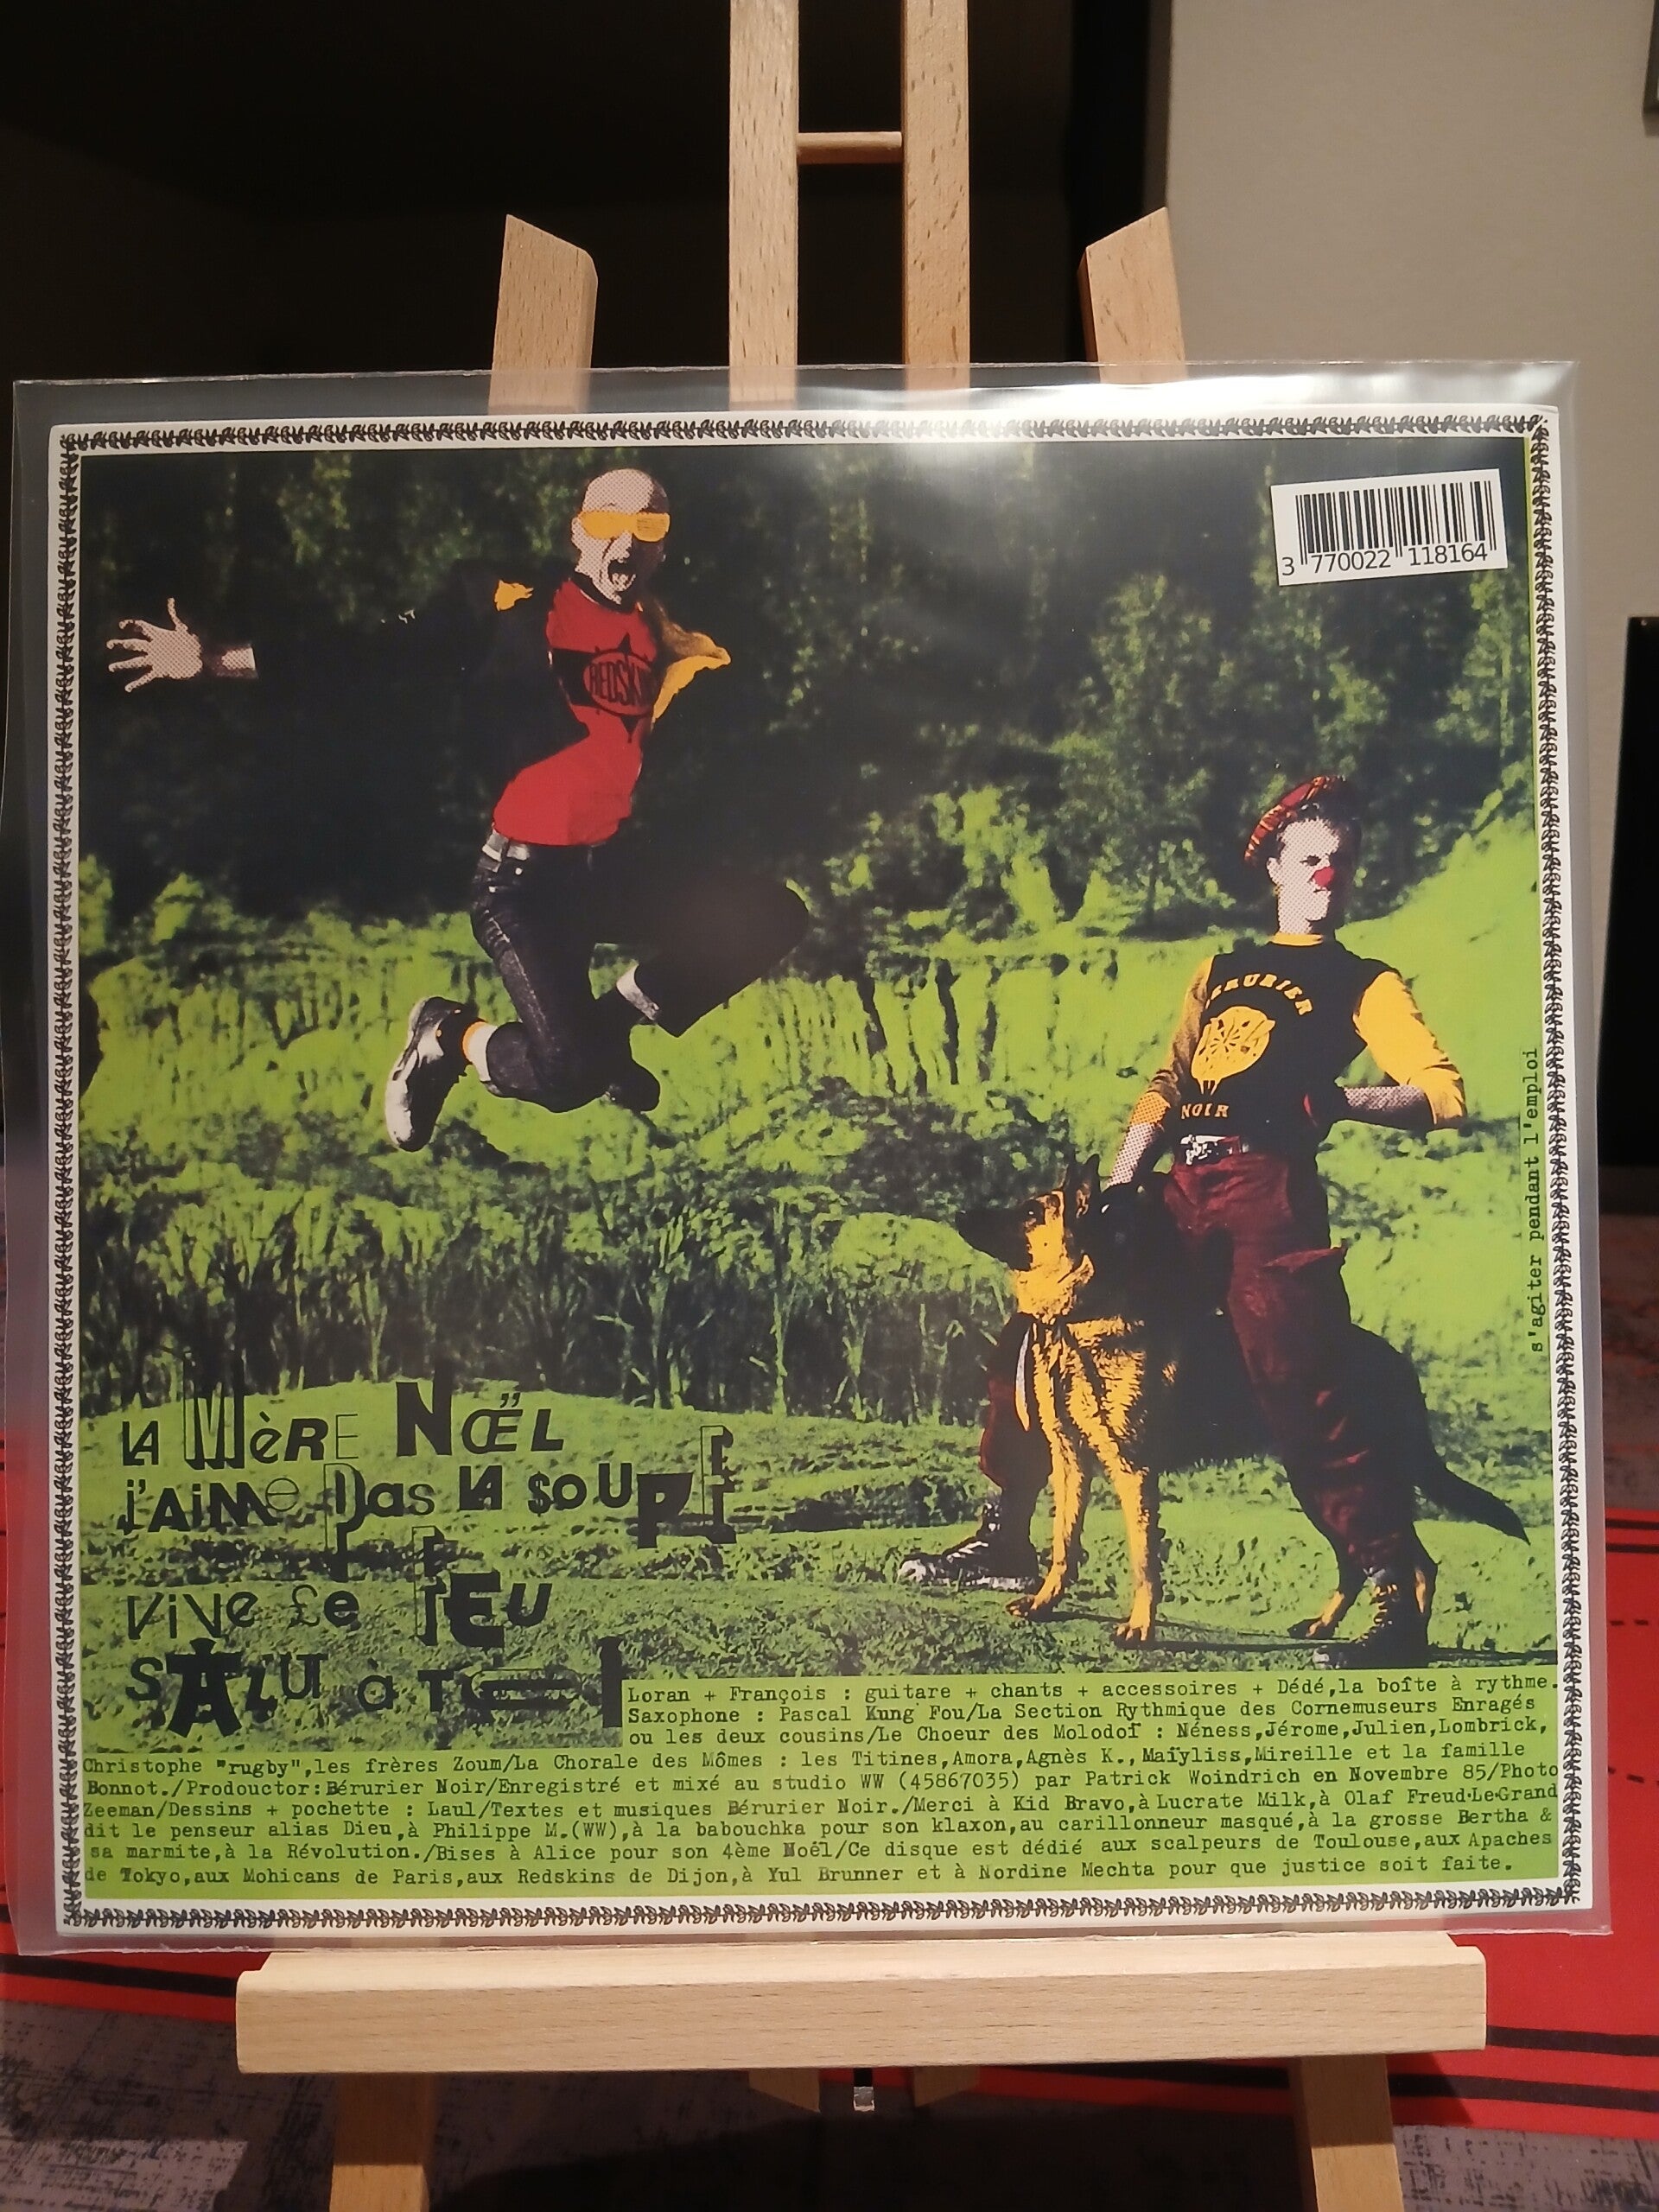 3 770022 118164
REDSKI
BÉRURIER
NOIR
s'agiter pendant l'emploi
LA MèRE NŒL
j'AiMe Pas LA SOUPE
ViVe Le FEU
SALUT à TOI
Loran + François : guitare + chants + accessoires + Dédé,la boîte à rythme.
Saxophone : Pascal Kung Fou/La Section Rythmique des Cornemuseurs Enragés
ou les deux cousins/Le Choeur des Molodoï : Néness,Jérome,Julien,Lombrick,
Christophe "rugby",les frères Zoum/La Chorale des Mômes : les Titines,Amora,Agnès K.,Maïyliss,Mireille et la famille
Bonnot./Prodouctor:Bérurier Noir/Enregistré et mixé au studio WW (45867035) par Patrick Woindrich en Novembre 85/Photo
Zeeman/Dessins + pochette : Laul/Textes et musiques Bérurier Noir./Merci à Kid Bravo,à Lucrate Milk,à Olaf Freud-Le-Grand
dit le penseur alias Dieu,à Philippe M.(WW),à la babouchka pour son klaxon,au carillonneur masqué,à la grosse Bertha &
sa marmite,à la Révolution./Bises à Alice pour son 4ème Noël/Ce disque est dédié aux scalpeurs de Toulouse,aux Apaches
de Tokyo,aux Mohicans de Paris,aux Redskins de Dijon,à Yul Brunner et à Nordine Mechta pour que justice soit faite.